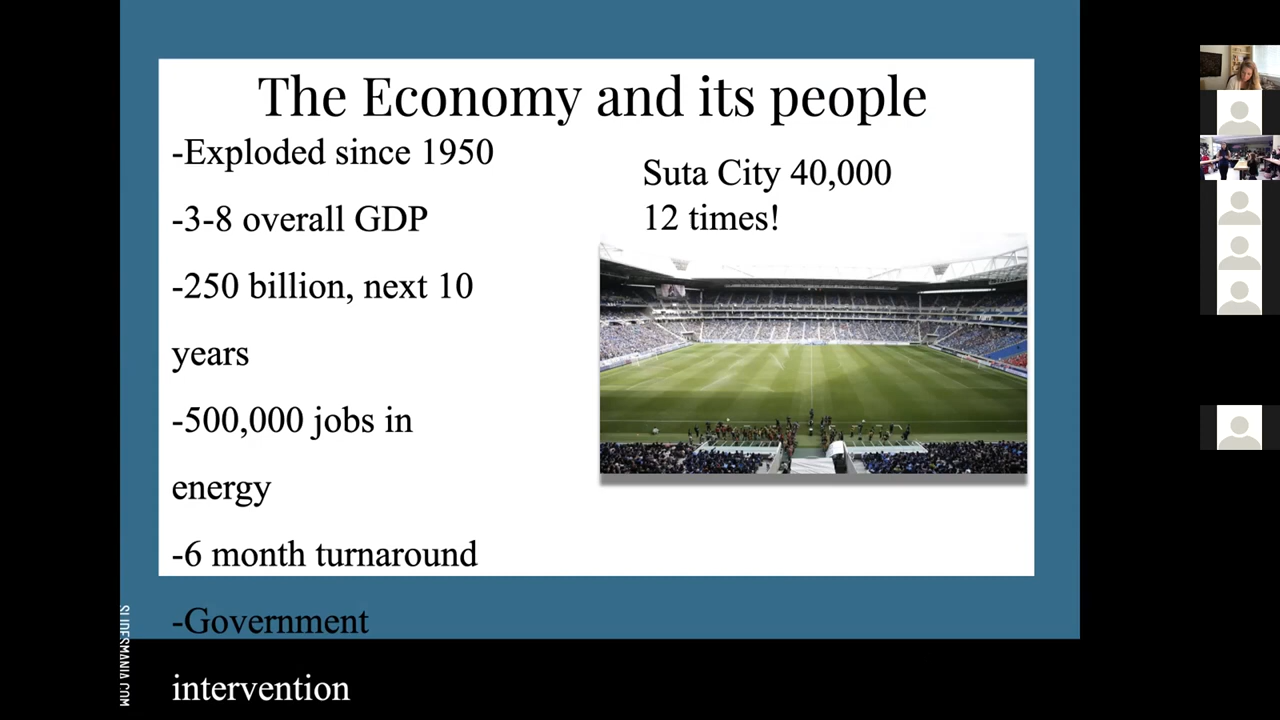 The Economy and its people
-Exploded since 1950
-3-8 overall GDP
-250 billion, next 10
years
-500,000 jobs in
energy
-6 month turnaround
-Government
intervention
Suta City 40,000
12 times!
SLIDESMANIA.COM